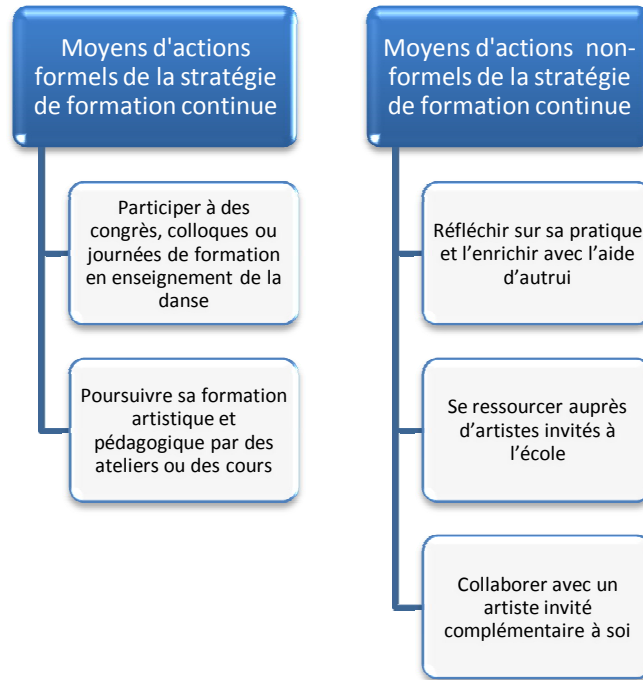 Moyens d'actions
formels de la stratégie
de formation continue
Participer à des
congrès, colloques ou
journées de formation
en enseignement de la
danse
Poursuivre sa formation
artistique et
pédagogique par des
ateliers ou des cours
Moyens d'actions  non-
formels de la stratégie
de formation continue
Réfléchir sur sa pratique
et l’enrichir avec l’aide
d’autrui
Se ressourcer auprès
d’artistes invités à
l’école
Collaborer avec un
artiste invité
complémentaire à soi